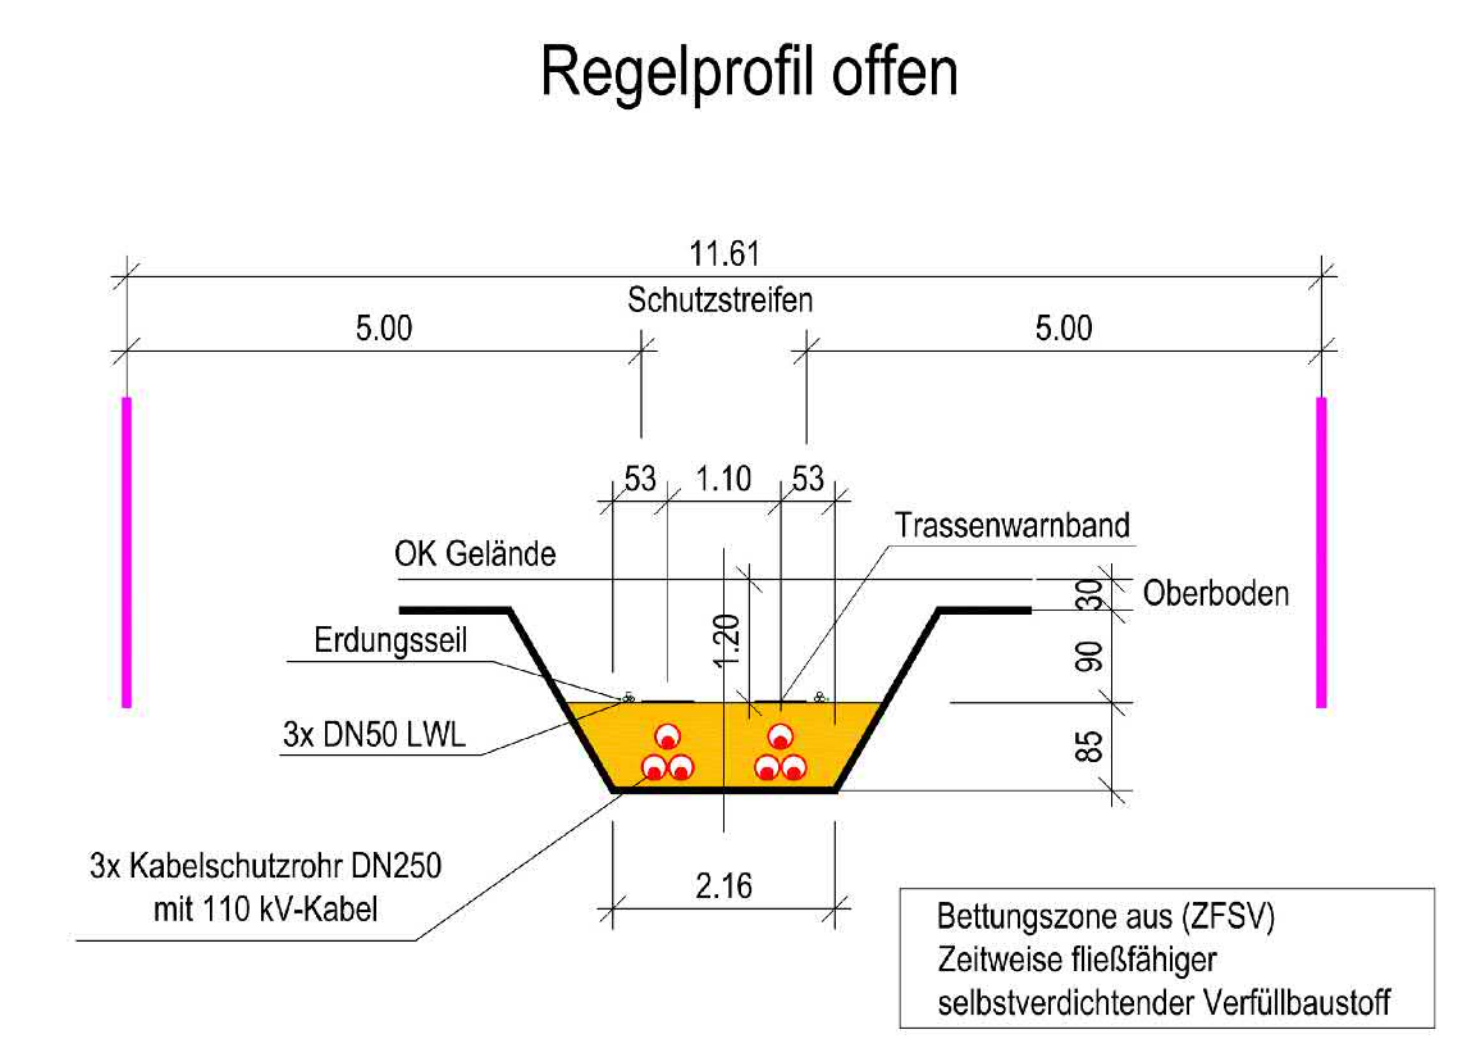 Regelprofil offen
11.61
Schutzstreifen
5.00
5.00
53
1.10
53
Trassenwarnband
OK Gelände
30
Oberboden
Erdungsseil
1.20
90
3x DN50 LWL
85
3x Kabelschutzrohr DN250
mit 110 kV-Kabel
2.16
Bettungszone aus (ZFSV)
Zeitweise fließfähiger
selbstverdichtender Verfüllbaustoff